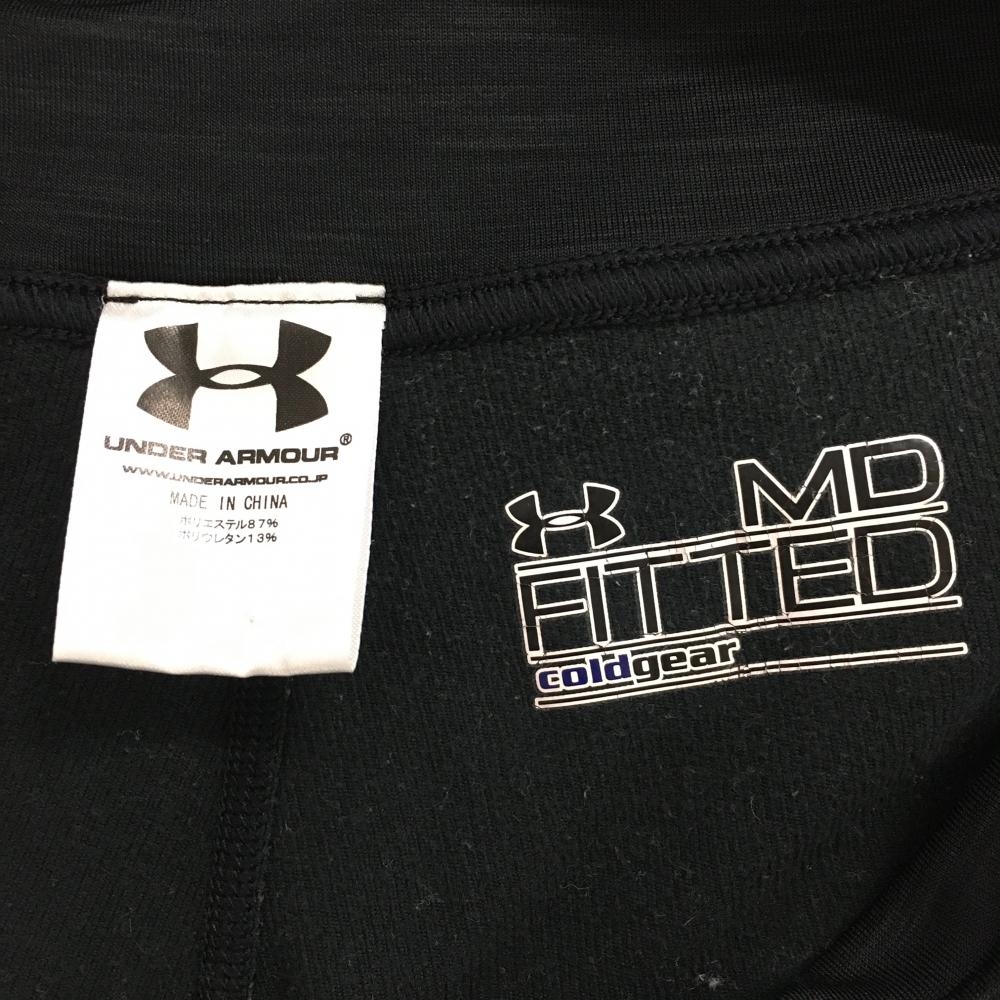 UNDER ARMOUR®
WWW.UNDERARMOUR.CO.JP
MADE IN CHINA
ポリエステル87%
ポリウレタン13%
MD
FITTED
coldgear